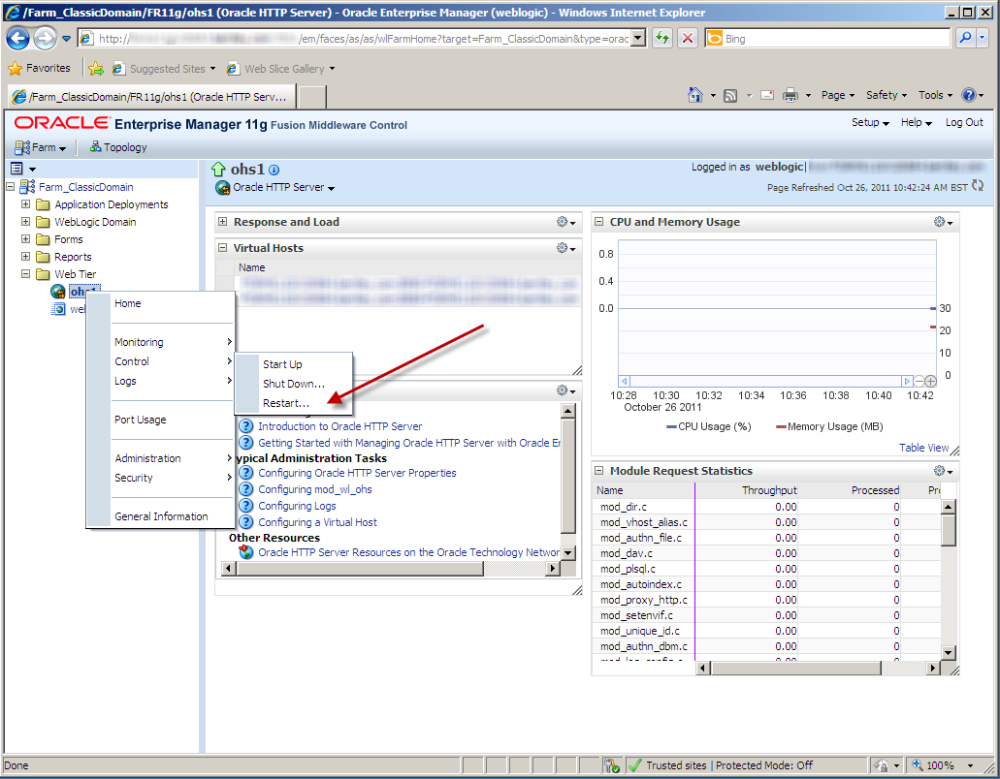 /Farm_ClassicDomain/FR11g/ohs1 (Oracle HTTP Server) - Oracle Enterprise Manager (weblogic) - Windows Internet Explorer
http:// /em/faces/as/as/wlFarmHome?target=Farm_ClassicDomain&type=orac
Bing
Favorites Suggested Sites Web Slice Gallery
/Farm_ClassicDomain/FR11g/ohs1 (Oracle HTTP Serv...
Page Safety Tools
ORACLE Enterprise Manager 11g Fusion Middleware Control
Setup Help Log Out
Farm Topology
Farm_ClassicDomain
Application Deployments
WebLogic Domain
Forms
Reports
Web Tier
ohs1
ohs1
Oracle HTTP Server
Logged in as weblogic|
Page Refreshed Oct 26, 2011 10:42:24 AM BST
Home
Monitoring
Control
Logs
Port Usage
Administration
Security
General Information
Start Up
Shut Down...
Restart...
Response and Load
Virtual Hosts
Name
Introduction to Oracle HTTP Server
Getting Started with Managing Oracle HTTP Server with Oracle
ypical Administration Tasks
Configuring Oracle HTTP Server Properties
Configuring mod_wl_ohs
Configuring Logs
Configuring a Virtual Host
Other Resources
Oracle HTTP Server Resources on the Oracle Technology Networ
CPU and Memory Usage
0.8
0.4
0.0
30
20
10
0
10:28 10:30 10:32 10:34 10:36 10:38 10:40 10:42
October 26 2011
CPU Usage (%) Memory Usage (MB)
Table View
Module Request Statistics
Name Throughput Processed Pr
mod_dir.c 0.00 0
mod_vhost_alias.c 0.00 0
mod_authn_file.c 0.00 0
mod_dav.c 0.00 0
mod_plsql.c 0.00 0
mod_autoindex.c 0.00 0
mod_proxy_http.c 0.00 0
mod_setenvif.c 0.00 0
mod_unique_id.c 0.00 0
mod_authn_dbm.c 0.00 0
mod_log_config.c 0.00 0
Done
Trusted sites | Protected Mode: Off
100%